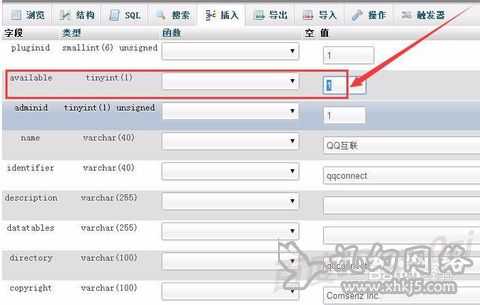 浏览 结构 SQL 搜索 插入 导出 导入 操作 触发器
字段 类型 函数 空 值
pluginid smallint(6) unsigned 1
available tinyint(1) 1
adminid tinyint(1) unsigned 1
name varchar(40) QQ互联
identifier varchar(40) qqconnect
description varchar(255)
datatables varchar(255)
directory varchar(100) qqconnect
copyright varchar(100) Comsenz Inc.
www.xhkj5.com